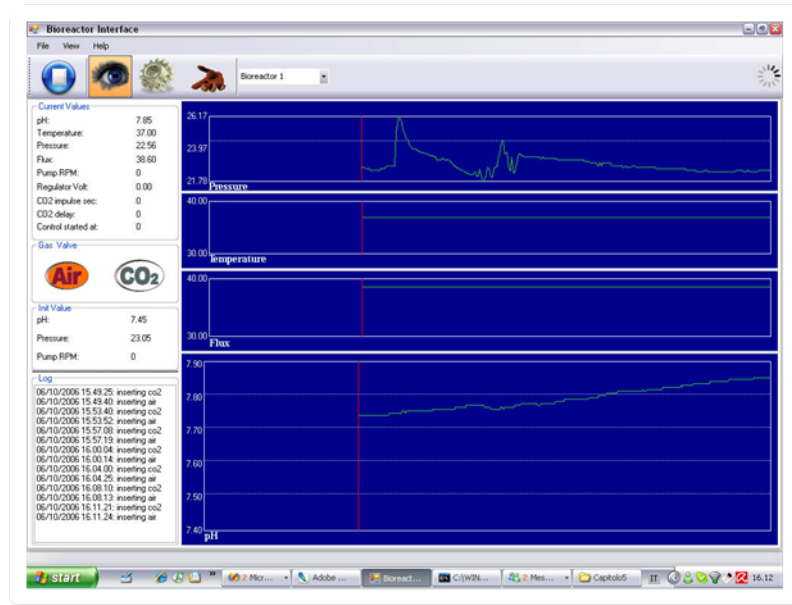 Bioreactor Interface
File View Help
Bioreactor 1
Current Values
pH: 7.85
Temperature: 37.00
Pressure: 22.56
Flux: 38.60
Pump RPM: 0
Regulator Volt: 0.00
CO2 impulse sec: 0
CO2 delay: 0
Control started at: 0
Gas Valve
Air CO2
Init Value
pH: 7.45
Pressure: 23.05
Pump RPM: 0
Log
06/10/2006 15.49.25: inserting co2
06/10/2006 15.49.40: inserting air
06/10/2006 15.53.40: inserting co2
06/10/2006 15.53.52: inserting air
06/10/2006 15.57.08: inserting co2
06/10/2006 15.57.19: inserting air
06/10/2006 16.00.04: inserting co2
06/10/2006 16.00.14: inserting air
06/10/2006 16.04.00: inserting co2
06/10/2006 16.04.25: inserting air
06/10/2006 16.08.10: inserting co2
06/10/2006 16.08.13: inserting air
06/10/2006 16.11.21: inserting co2
06/10/2006 16.11.24: inserting air
26.17
23.97
21.78
Pressure
40.00
30.00
Temperature
40.00
30.00
Flux
7.90
7.80
7.70
7.60
7.50
7.40
pH
start » 2 Micr... Adobe ... Bioreact... C:\WIN... 2 Mes... Capitolo5 IT 16.12